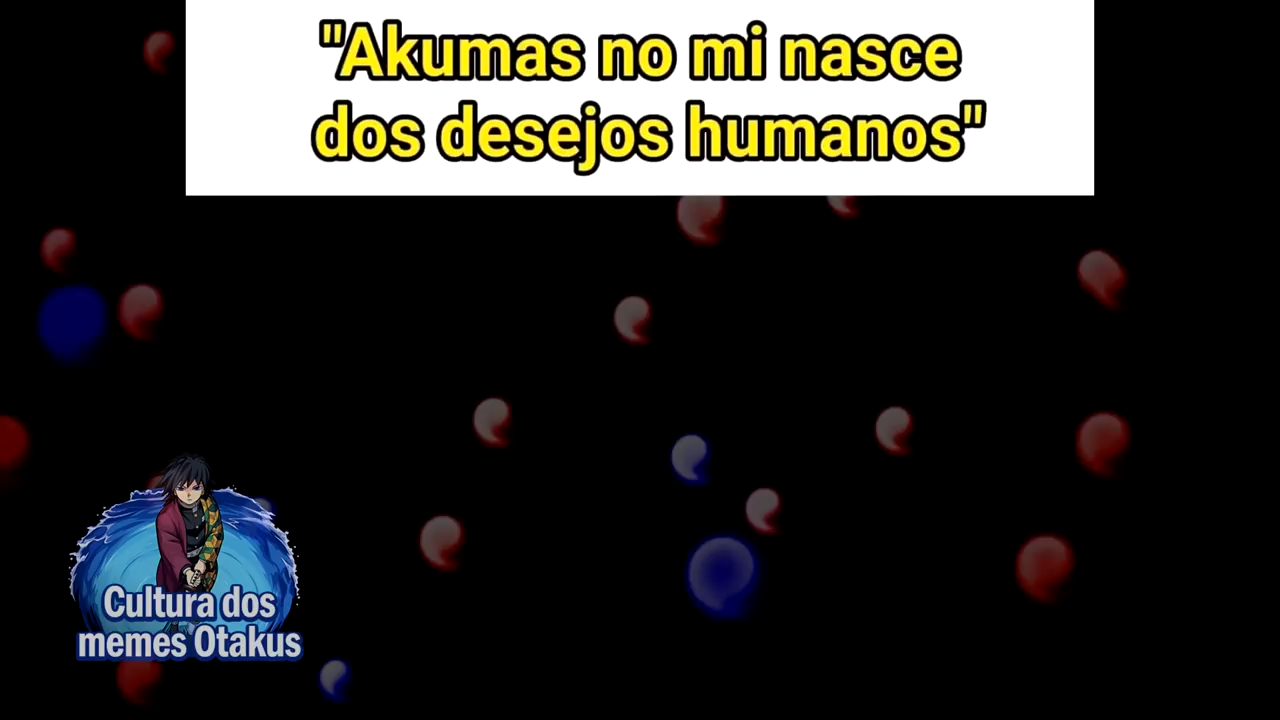 "Akumas no mi nasce
dos desejos humanos"
Cultura dos
memes Otakus